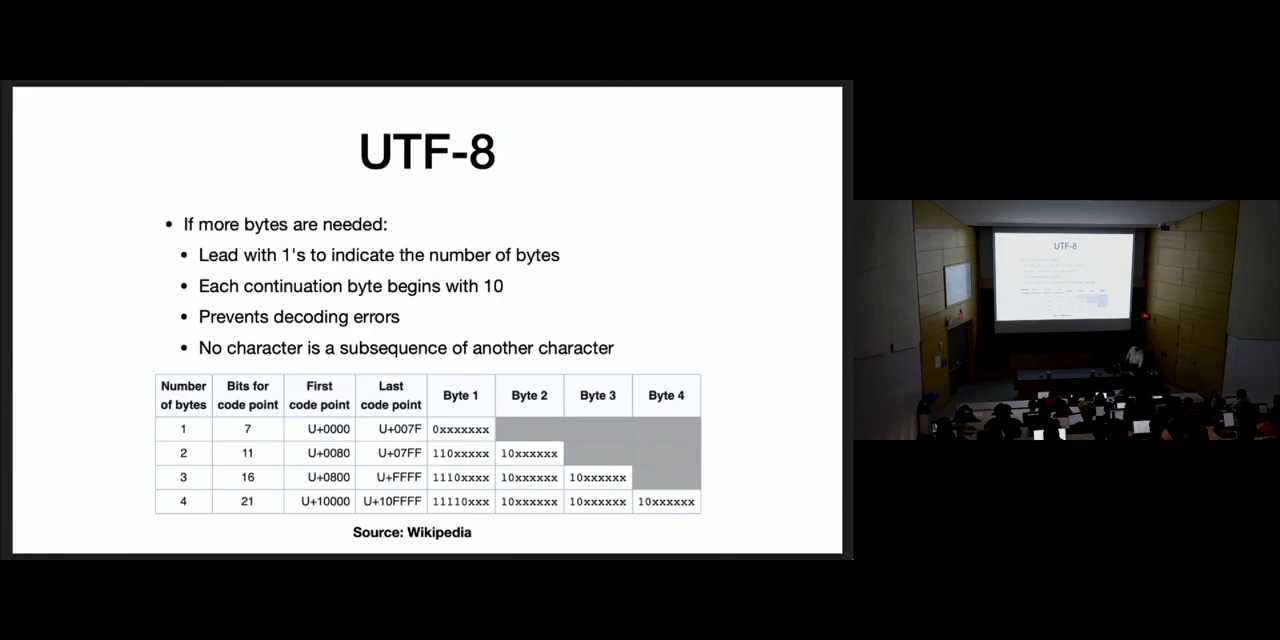 UTF-8
• If more bytes are needed:
• Lead with 1's to indicate the number of bytes
• Each continuation byte begins with 10
• Prevents decoding errors
• No character is a subsequence of another character
Number of bytes | Bits for code point | First code point | Last code point | Byte 1 | Byte 2 | Byte 3 | Byte 4
1 | 7 | U+0000 | U+007F | 0xxxxxxx
2 | 11 | U+0080 | U+07FF | 110xxxxx | 10xxxxxx
3 | 16 | U+0800 | U+FFFF | 1110xxxx | 10xxxxxx | 10xxxxxx
4 | 21 | U+10000 | U+10FFFF | 11110xxx | 10xxxxxx | 10xxxxxx | 10xxxxxx
Source: Wikipedia
UTF-8